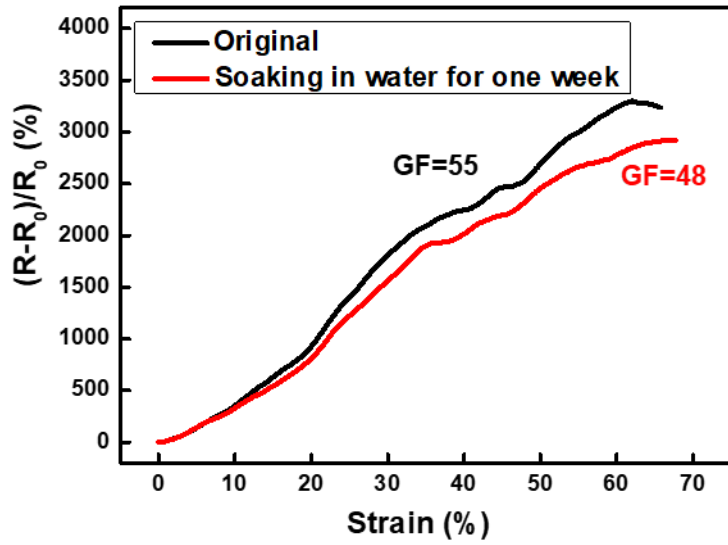 Original
Soaking in water for one week
(R-R₀)/R₀ (%)
4000
3500
3000
2500
2000
1500
1000
500
0
GF=55
GF=48
0 10 20 30 40 50 60 70
Strain (%)